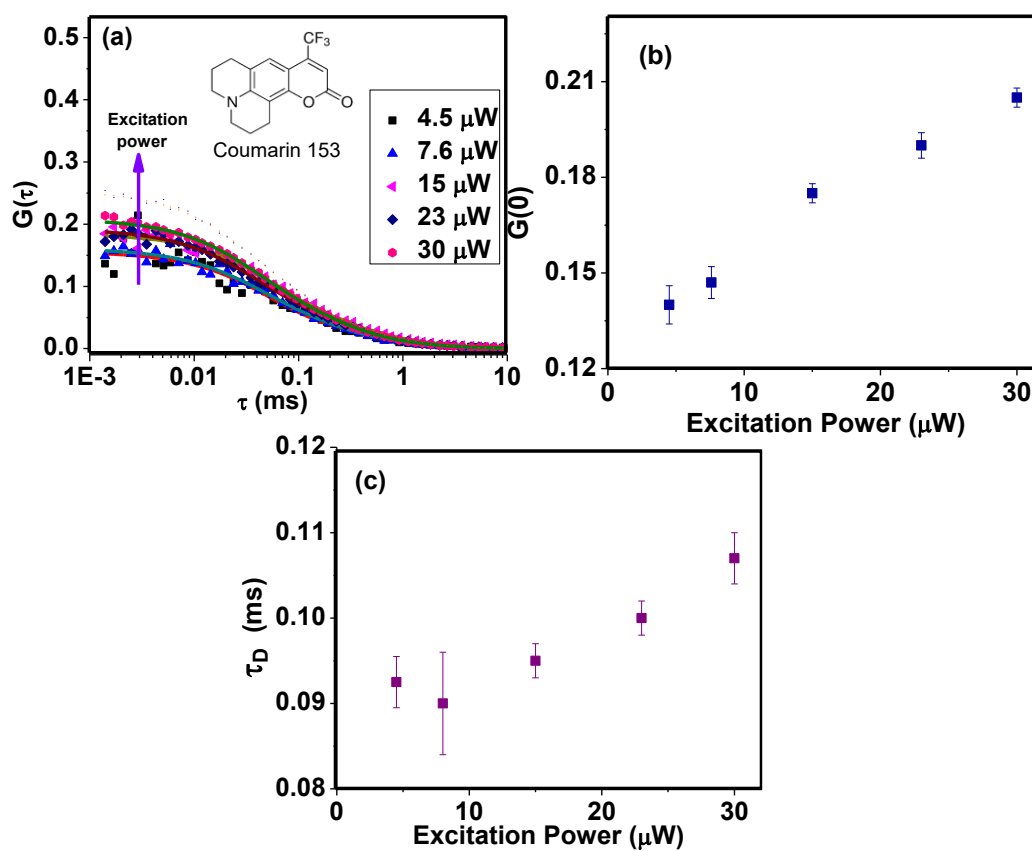 (a)
0.5
0.4
0.3
0.2
0.1
0.0
G(τ)
1E-3
0.01
0.1
1
10
τ (ms)
Excitation
power
CF3
N
O
O
Coumarin 153
4.5 μW
7.6 μW
15 μW
23 μW
30 μW
(b)
0.21
0.18
0.15
0.12
G(0)
0
10
20
30
Excitation Power (μW)
(c)
0.12
0.11
0.10
0.09
0.08
τD (ms)
0
10
20
30
Excitation Power (μW)